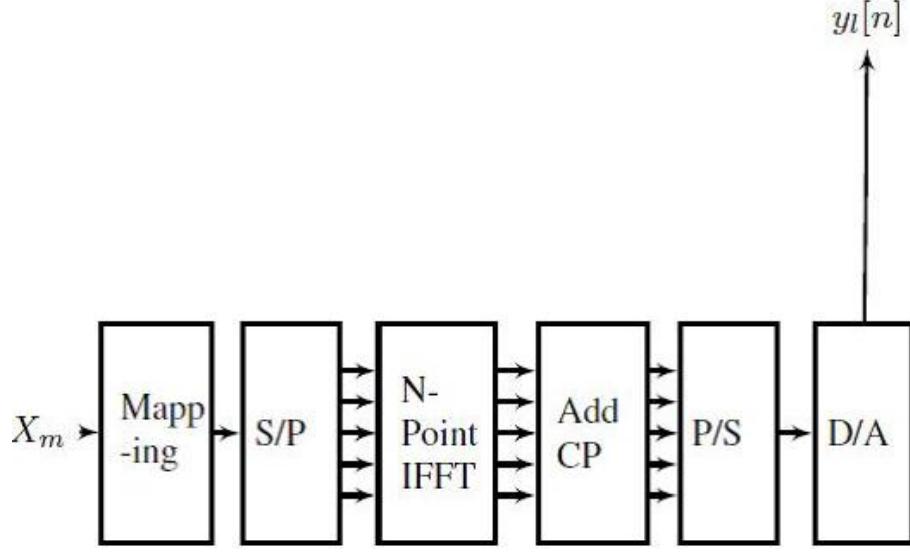 y_l[n]
X_m
Mapp
-ing
S/P
N-
Point
IFFT
Add
CP
P/S
D/A